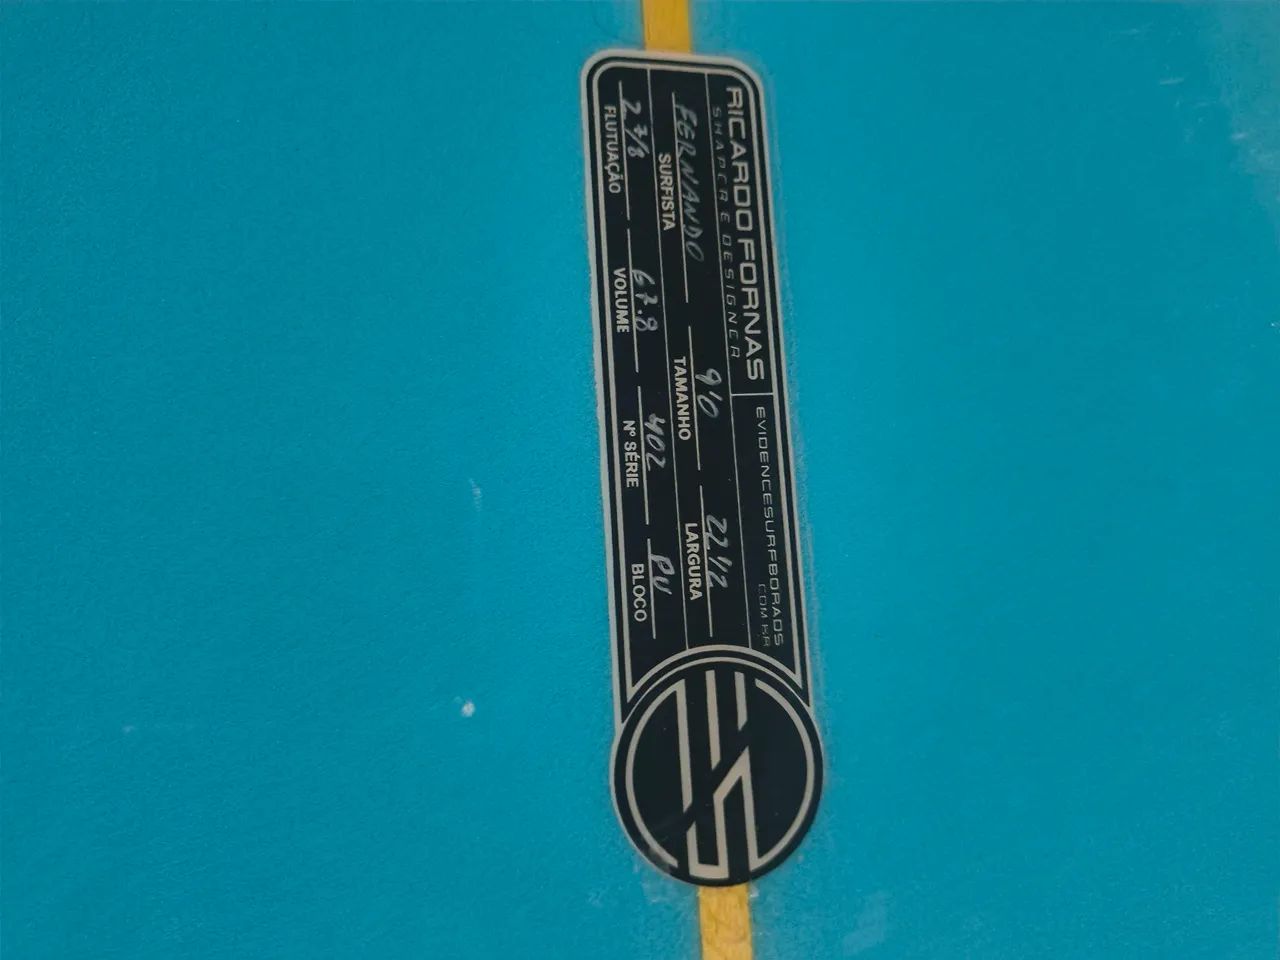 RICARDO FORNAS
SHAPER E DESIGNER
EVIDENCESURFBORADS
COM.BR
FERNANDO 9'0 22 1/2
SURFISTA TAMANHO LARGURA
2 7/8 67.8 402 PU
FLUTUAÇÃO VOLUME Nº SÉRIE BLOCO